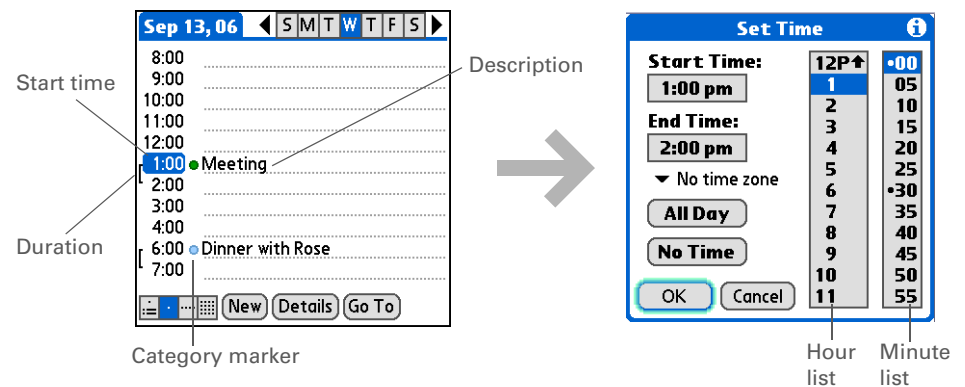 Sep 13, 06 S M T W T F S
8:00
9:00
10:00
11:00
12:00
1:00 Meeting
2:00
3:00
4:00
6:00 Dinner with Rose
7:00
New Details Go To
Start time
Duration
Description
Category marker
Set Time
Start Time:
1:00 pm
End Time:
2:00 pm
No time zone
All Day
No Time
OK Cancel
12P
1
2
3
4
5
6
7
8
9
10
11
00
05
10
15
20
25
30
35
40
45
50
55
Hour
list
Minute
list